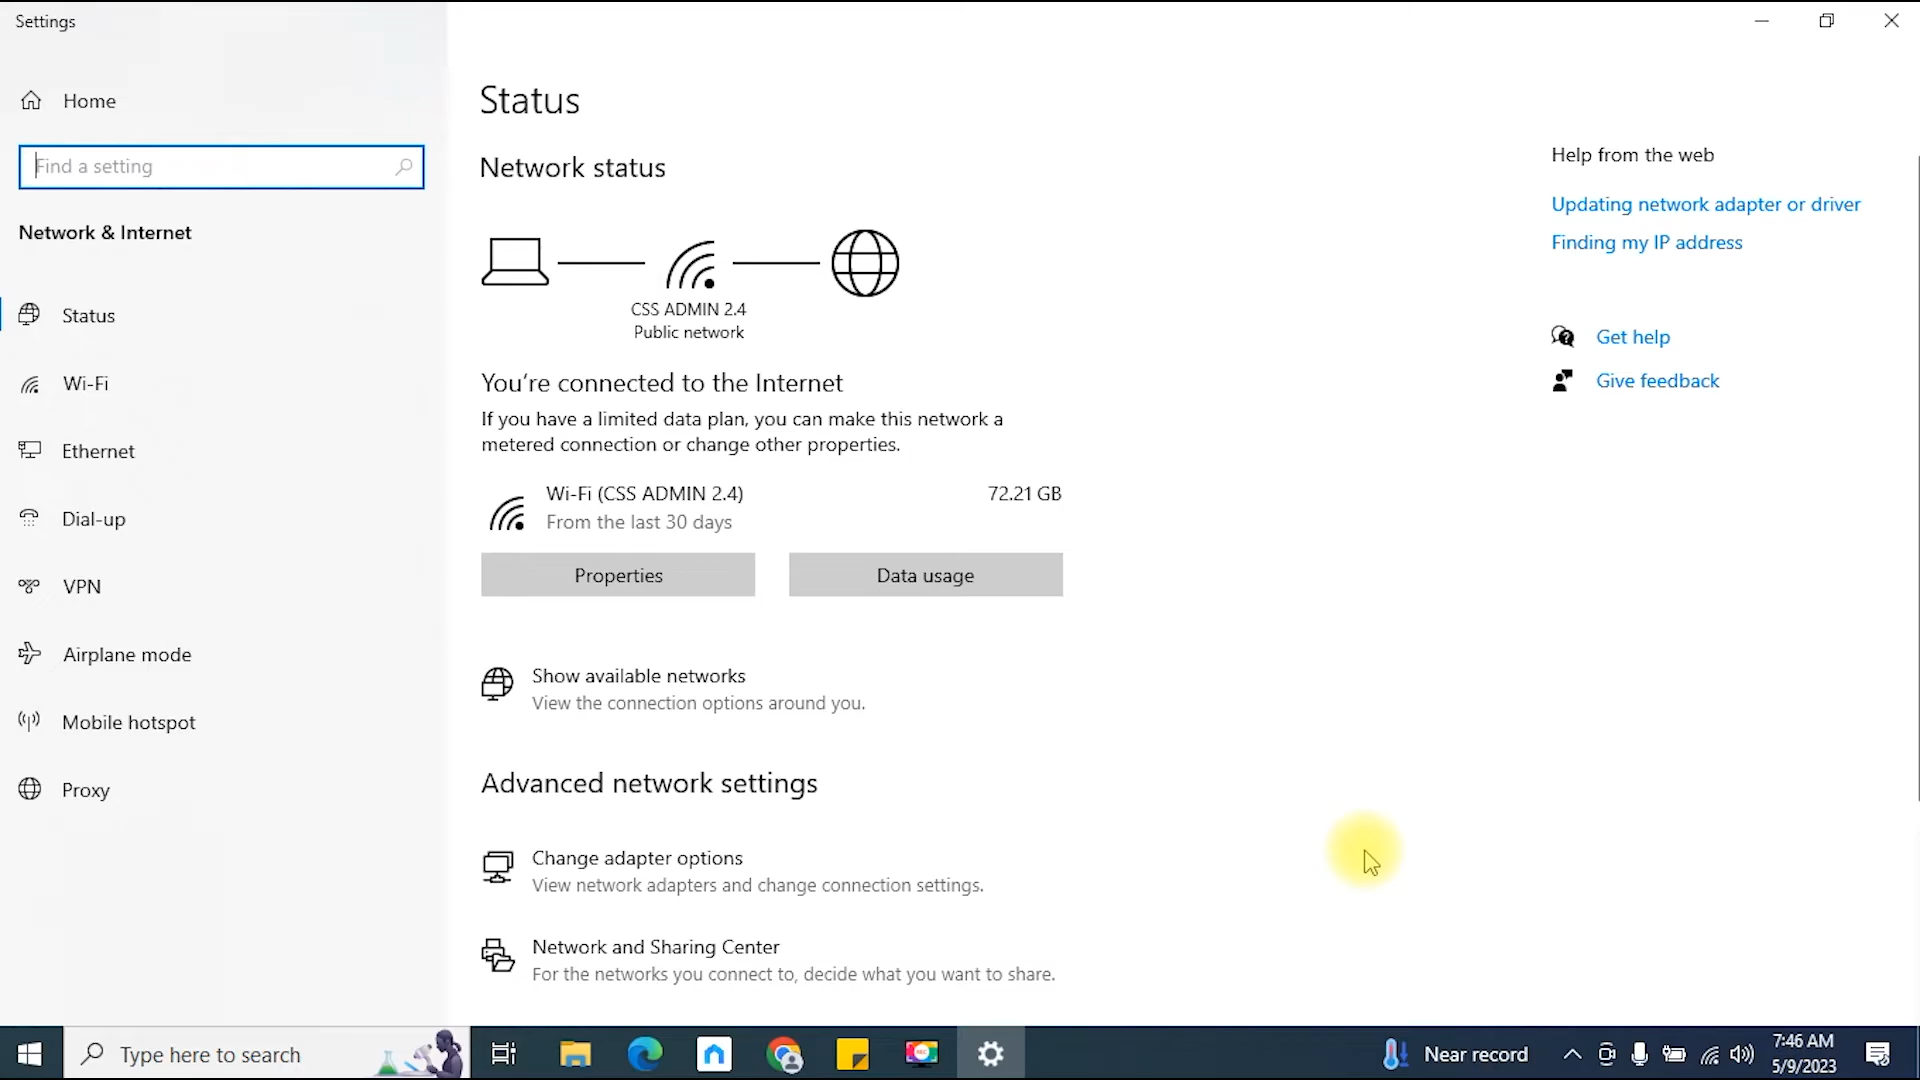 Settings
Home
Find a setting
Network & Internet
Status
Wi-Fi
Ethernet
Dial-up
VPN
Airplane mode
Mobile hotspot
Proxy
Status
Network status
CSS ADMIN 2.4
Public network
You're connected to the Internet
If you have a limited data plan, you can make this network a
metered connection or change other properties.
Wi-Fi (CSS ADMIN 2.4) 72.21 GB
From the last 30 days
Properties Data usage
Show available networks
View the connection options around you.
Advanced network settings
Change adapter options
View network adapters and change connection settings.
Network and Sharing Center
For the networks you connect to, decide what you want to share.
Help from the web
Updating network adapter or driver
Finding my IP address
Get help
Give feedback
Type here to search
Near record
7:46 AM
5/9/2023